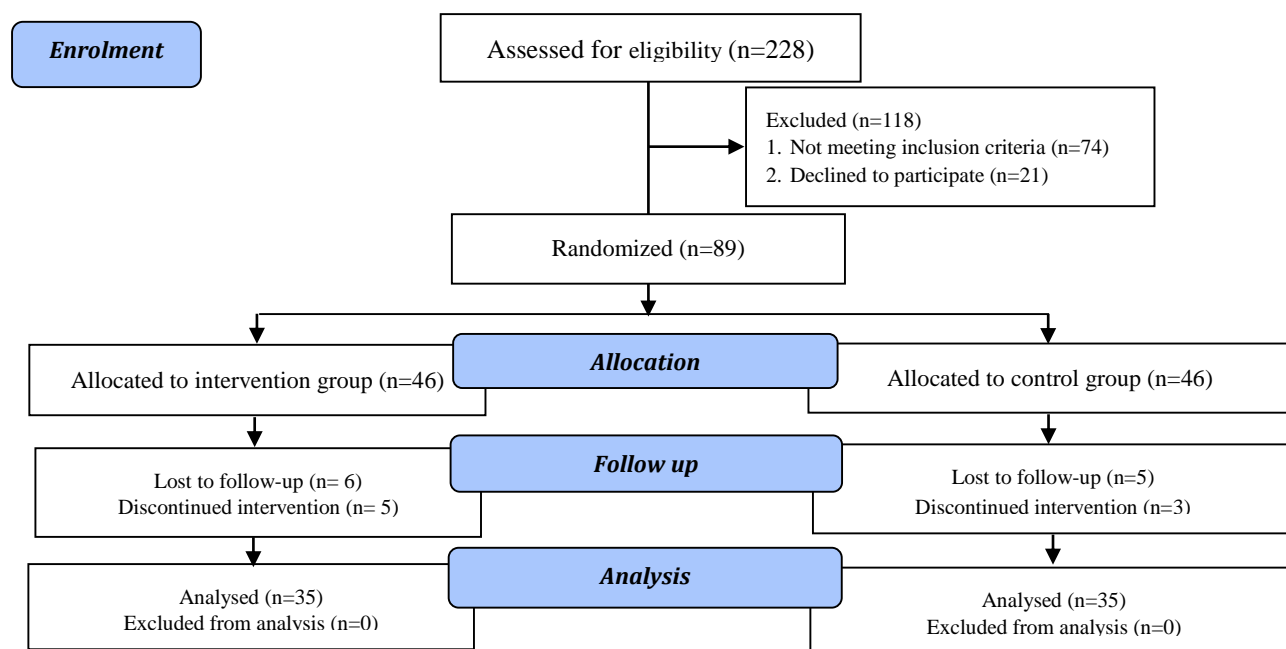 Enrolment
Assessed for eligibility (n=228)
Excluded (n=118)
1. Not meeting inclusion criteria (n=74)
2. Declined to participate (n=21)
Randomized (n=89)
Allocation
Allocated to intervention group (n=46)
Allocated to control group (n=46)
Follow up
Lost to follow-up (n= 6)
Discontinued intervention (n= 5)
Lost to follow-up (n=5)
Discontinued intervention (n=3)
Analysis
Analysed (n=35)
Excluded from analysis (n=0)
Analysed (n=35)
Excluded from analysis (n=0)